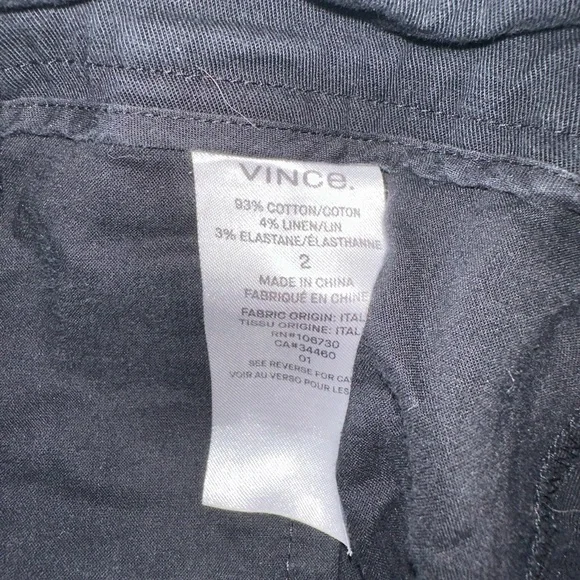 VINCE.
93% COTTON/COTON
4% LINEN/LIN
3% ELASTANE/ÉLASTHANNE
2
MADE IN CHINA
FABRIQUÉ EN CHINE
FABRIC ORIGIN: ITAL
TISSU ORIGINE: ITAL
RN#106730
CA#34460
01
SEE REVERSE FOR CA
VOIR AU VERSO POUR LES